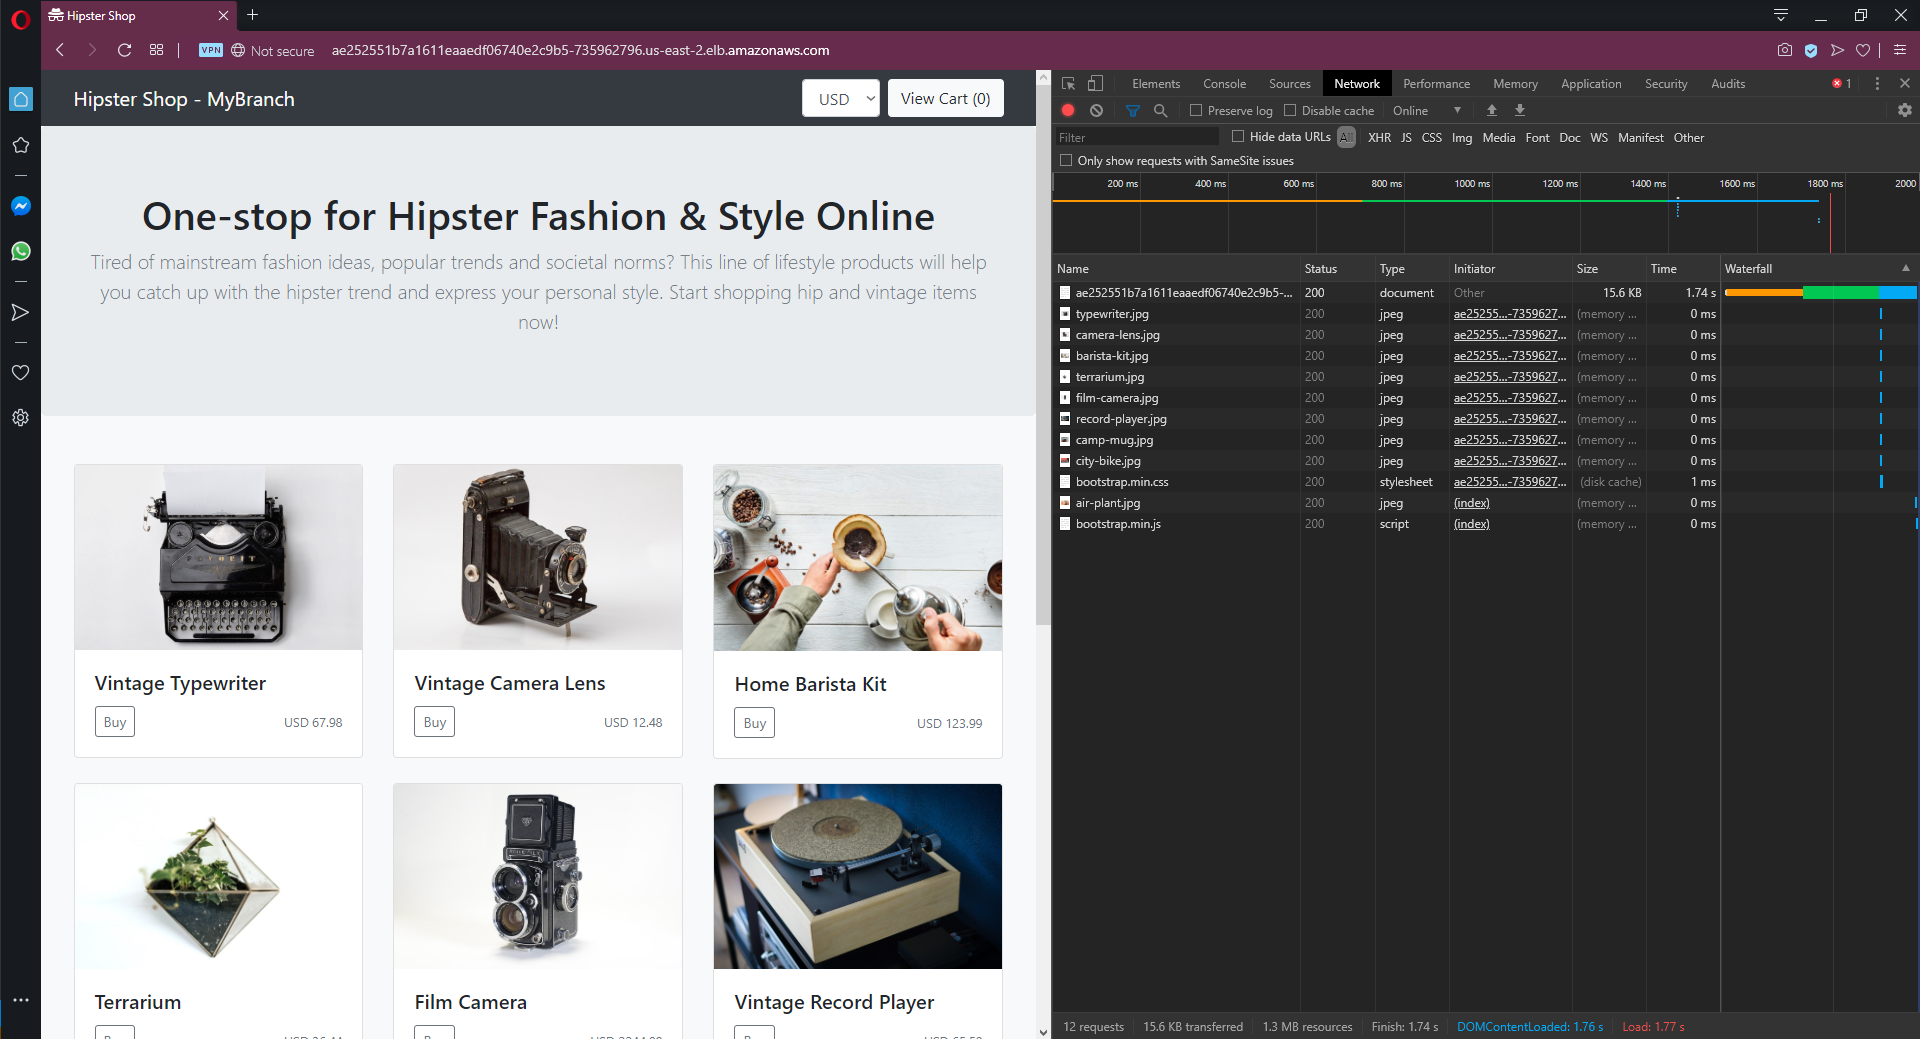 Hipster Shop
VPN
Not secure
ae252551b7a1611eaaedf06740e2c9b5-735962796.us-east-2.elb.amazonaws.com
Hipster Shop - MyBranch
USD
View Cart (0)
One-stop for Hipster Fashion & Style Online
Tired of mainstream fashion ideas, popular trends and societal norms? This line of lifestyle products will help
you catch up with the hipster trend and express your personal style. Start shopping hip and vintage items
now!
Vintage Typewriter
Buy USD 67.98
Vintage Camera Lens
Buy USD 12.48
Home Barista Kit
Buy USD 123.99
Terrarium
Film Camera
Vintage Record Player
Elements Console Sources Network Performance Memory Application Security Audits 1
Preserve log Disable cache Online
Filter Hide data URLs All XHR JS CSS Img Media Font Doc WS Manifest Other
Only show requests with SameSite issues
200 ms 400 ms 600 ms 800 ms 1000 ms 1200 ms 1400 ms 1600 ms 1800 ms 2000
Name Status Type Initiator Size Time Waterfall
ae252551b7a1611eaaedf06740e2c9b5-... 200 document Other 15.6 KB 1.74 s
typewriter.jpg 200 jpeg ae25255...-7359627... (memory ... 0 ms
camera-lens.jpg 200 jpeg ae25255...-7359627... (memory ... 0 ms
barista-kit.jpg 200 jpeg ae25255...-7359627... (memory ... 0 ms
terrarium.jpg 200 jpeg ae25255...-7359627... (memory ... 0 ms
film-camera.jpg 200 jpeg ae25255...-7359627... (memory ... 0 ms
record-player.jpg 200 jpeg ae25255...-7359627... (memory ... 0 ms
camp-mug.jpg 200 jpeg ae25255...-7359627... (memory ... 0 ms
city-bike.jpg 200 jpeg ae25255...-7359627... (memory ... 0 ms
bootstrap.min.css 200 stylesheet ae25255...-7359627... (disk cache) 1 ms
air-plant.jpg 200 jpeg (index) (memory ... 0 ms
bootstrap.min.js 200 script (index) (memory ... 0 ms
12 requests 15.6 KB transferred 1.3 MB resources Finish: 1.74 s DOMContentLoaded: 1.76 s Load: 1.77 s